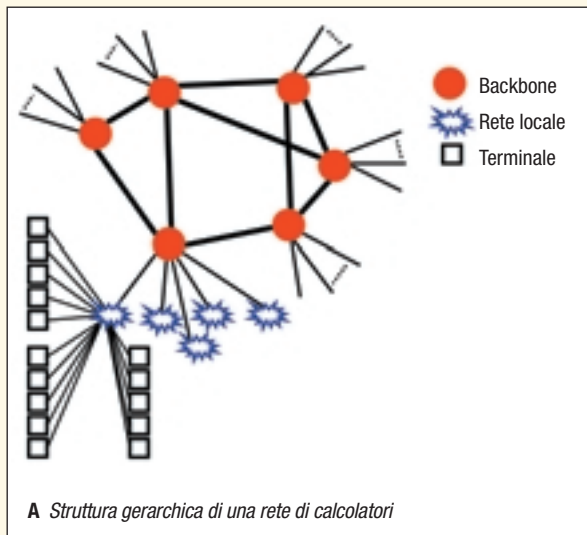 Backbone
Rete locale
Terminale
A Struttura gerarchica di una rete di calcolatori